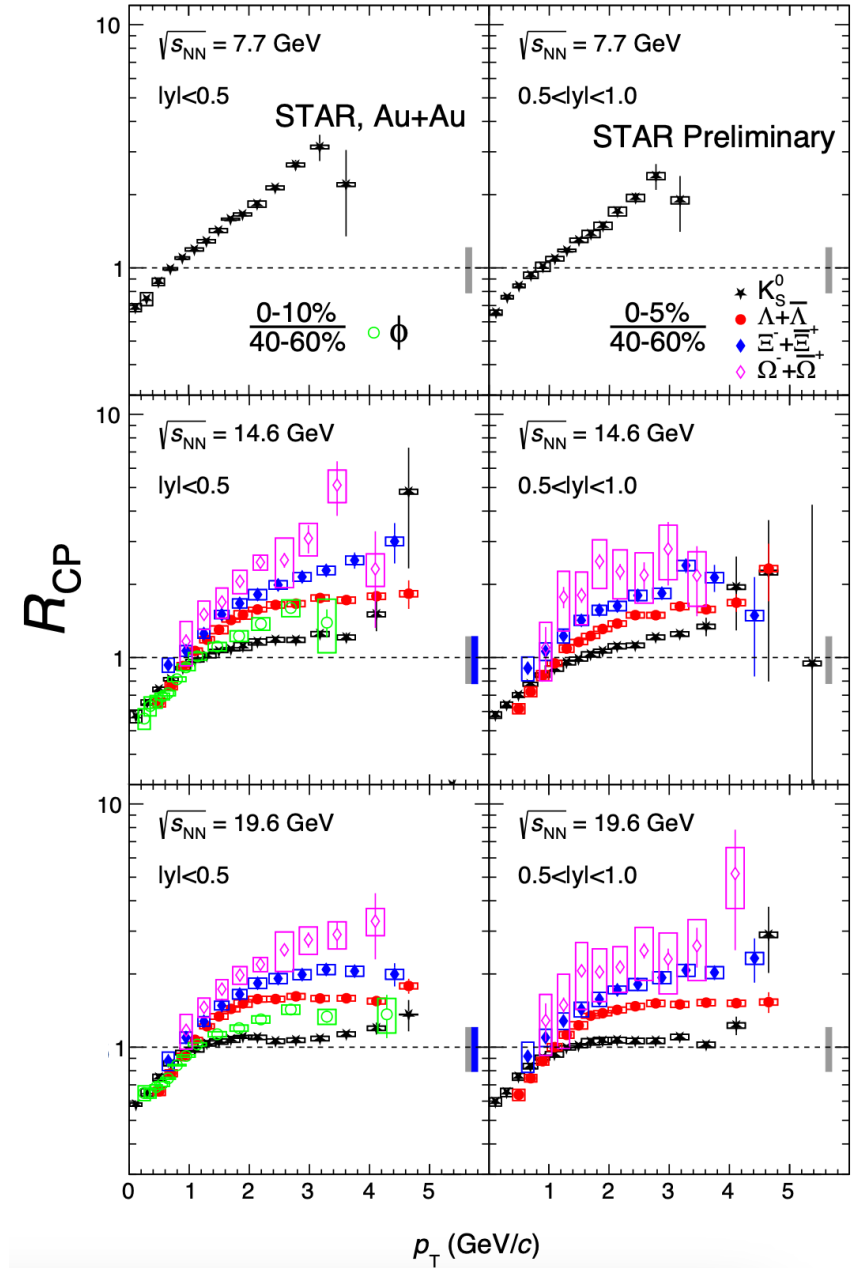 10
√sNN = 7.7 GeV
|y|<0.5
STAR, Au+Au
1
0-10%
40-60%
ϕ
√sNN = 7.7 GeV
0.5<|y|<1.0
STAR Preliminary
0-5%
40-60%
K⁰S
Λ+Λ̅
Ξ⁻+Ξ̅⁺
Ω⁻+Ω̅⁺
RCP
10
√sNN = 14.6 GeV
|y|<0.5
1
√sNN = 14.6 GeV
0.5<|y|<1.0
10
√sNN = 19.6 GeV
|y|<0.5
1
√sNN = 19.6 GeV
0.5<|y|<1.0
0 1 2 3 4 5 1 2 3 4 5 6
pT (GeV/c)